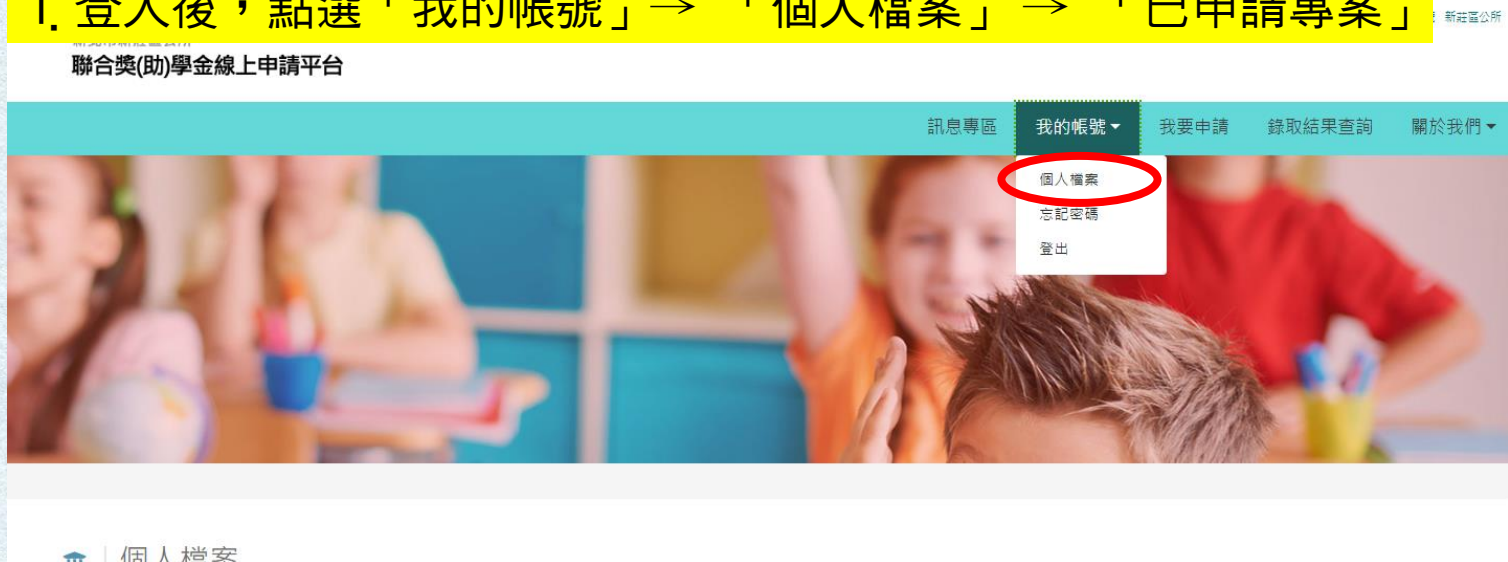 1. 登入後，點選「我的帳號」→ 「個人檔案」 → 「已申請專案」
新莊區公所
聯合獎(助)學金線上申請平台
訊息專區 我的帳號 我要申請 錄取結果查詢 關於我們
個人檔案
忘記密碼
登出
個人檔案